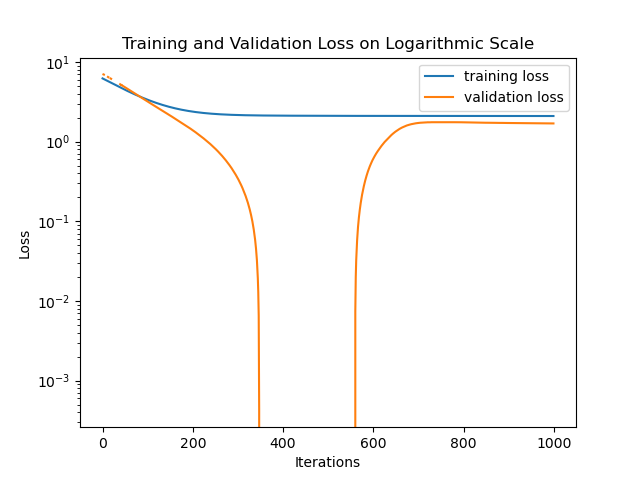 Training and Validation Loss on Logarithmic Scale
training loss
validation loss
Loss
10¹
10⁰
10⁻¹
10⁻²
10⁻³
0 200 400 600 800 1000
Iterations